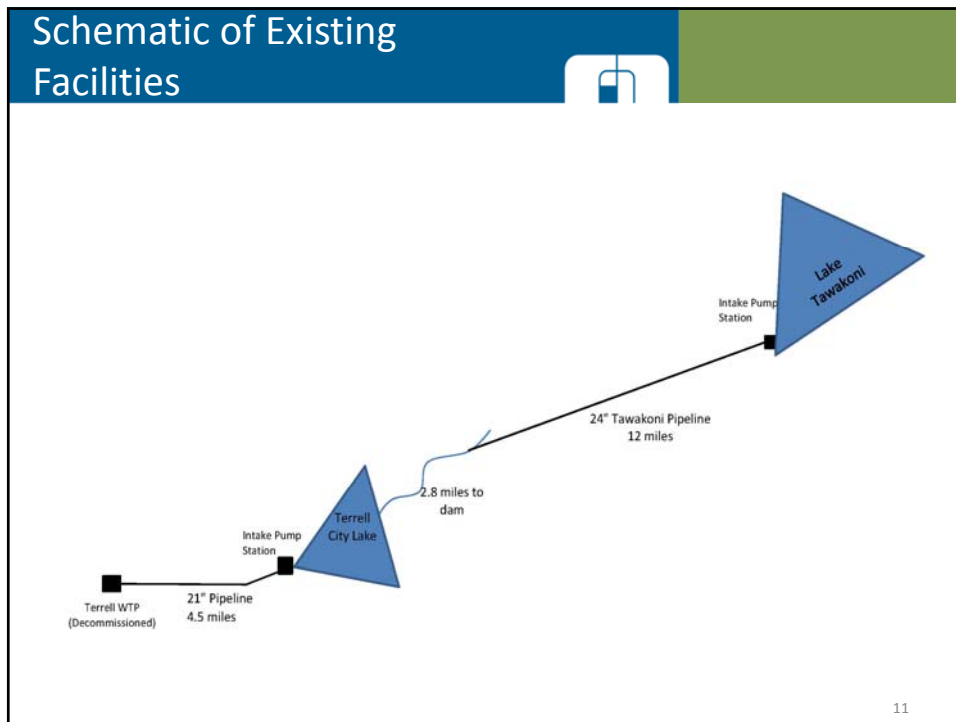 Schematic of Existing
Facilities
Lake
Tawakoni
Intake Pump
Station
24" Tawakoni Pipeline
12 miles
2.8 miles to
dam
Terrell
City Lake
Intake Pump
Station
21" Pipeline
4.5 miles
Terrell WTP
(Decommissioned)
11